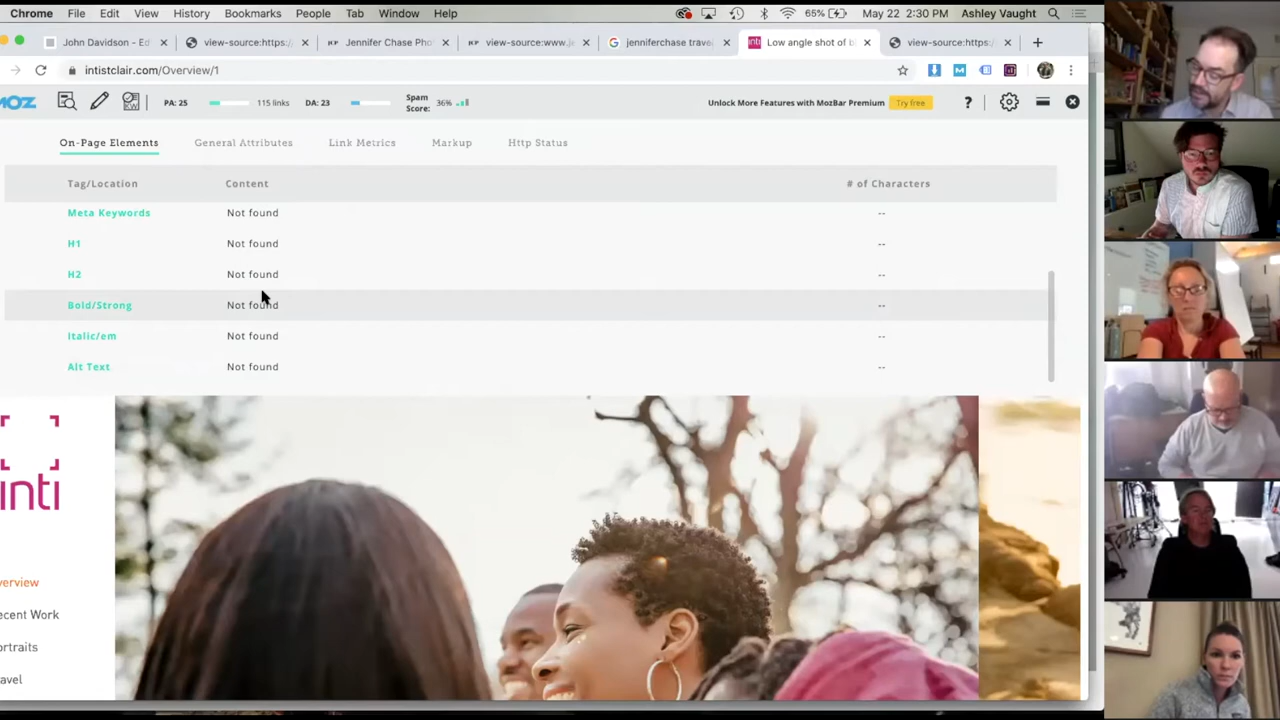 Chrome File Edit View History Bookmarks People Tab Window Help 65% May 22 2:30 PM Ashley Vaught
John Davidson - Ed view-source:https:/ Jennifer Chase Pho view-source:www.je jenniferchase trave Low angle shot of b view-source:https:/
intistclair.com/Overview/1
MOZ PA: 25 115 links DA: 23 Spam Score: 36% Unlock More Features with MozBar Premium Try free ?
On-Page Elements General Attributes Link Metrics Markup Http Status
Tag/Location Content # of Characters
Meta Keywords Not found --
H1 Not found --
H2 Not found --
Bold/Strong Not found --
Italic/em Not found --
Alt Text Not found --
inti
verview
ecent Work
ortraits
avel